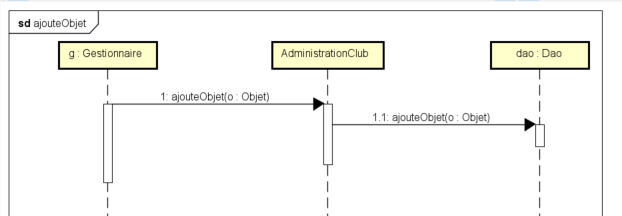 sd ajouteObjet
g : Gestionnaire
AdministrationClub
dao : Dao
1: ajouteObjet(o : Objet)
1.1: ajouteObjet(o : Objet)